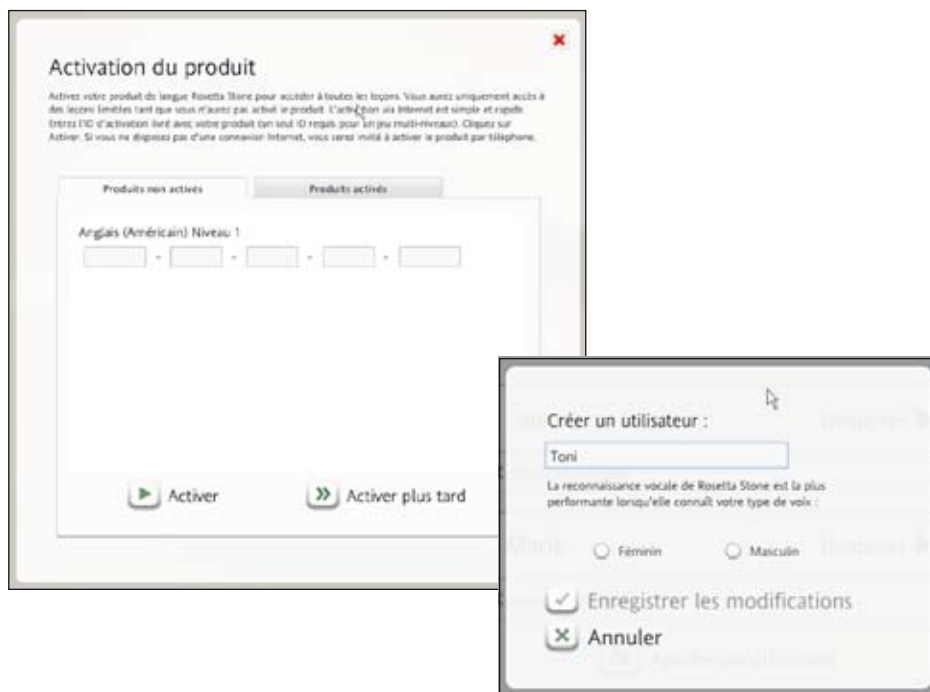 Activation du produit
Activez votre produit de langue Rosetta Stone pour accéder à toutes les leçons. Vous aurez uniquement accès à
des leçons limitées tant que vous n'aurez pas activé le produit. L'activation via Internet est simple et rapide.
Entrez l'ID d'activation livré avec votre produit (un seul ID requis pour un jeu multi-niveaux). Cliquez sur
Activer. Si vous ne disposez pas d'une connexion Internet, vous serez invité à activer le produit par téléphone.
Produits non activés
Produits activés
Anglais (Américain) Niveau 1
- - - -
Activer
Activer plus tard
Créer un utilisateur :
Toni
La reconnaissance vocale de Rosetta Stone est la plus
performante lorsqu'elle connaît votre type de voix :
Féminin
Masculin
Enregistrer les modifications
Annuler